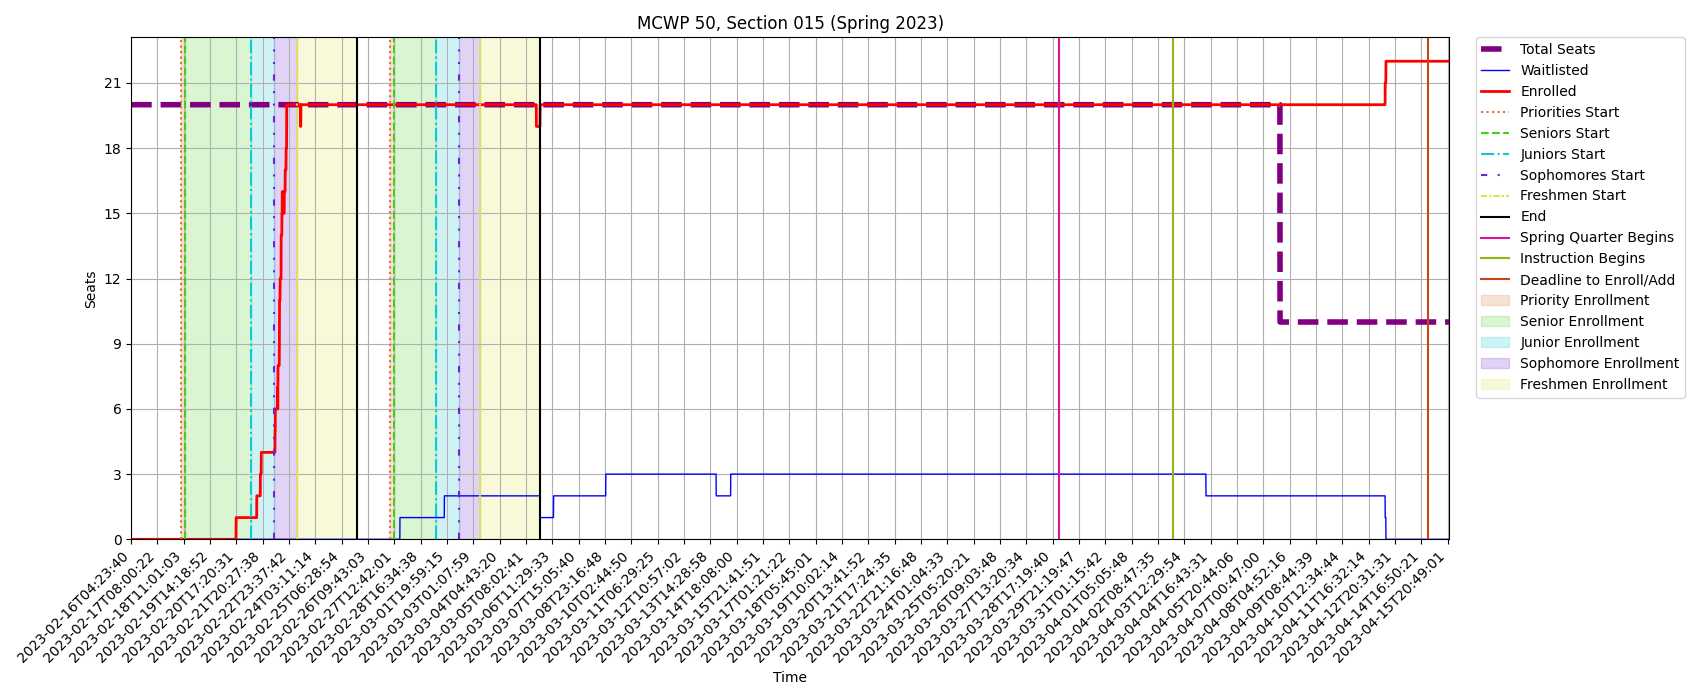 MCWP 50, Section 015 (Spring 2023)
Seats
21
18
15
12
9
6
3
0
2023-02-16T04:23:40
2023-02-17T08:00:22
2023-02-18T11:01:03
2023-02-19T14:18:52
2023-02-20T17:20:31
2023-02-21T20:27:38
2023-02-22T23:37:42
2023-02-24T03:11:14
2023-02-25T06:28:54
2023-02-26T09:43:03
2023-02-27T12:42:01
2023-02-28T16:34:38
2023-03-01T19:59:15
2023-03-03T01:07:59
2023-03-04T04:43:20
2023-03-05T08:02:41
2023-03-06T11:29:33
2023-03-07T15:05:40
2023-03-08T23:16:48
2023-03-10T02:44:50
2023-03-11T06:29:25
2023-03-12T10:57:02
2023-03-13T14:28:58
2023-03-14T18:08:00
2023-03-15T21:41:51
2023-03-17T01:21:22
2023-03-18T05:45:01
2023-03-19T10:02:14
2023-03-20T13:41:52
2023-03-21T17:24:35
2023-03-22T21:16:48
2023-03-24T01:04:33
2023-03-25T05:20:21
2023-03-26T09:03:48
2023-03-27T13:20:34
2023-03-28T17:19:40
2023-03-29T21:19:47
2023-03-31T01:15:42
2023-04-01T05:05:48
2023-04-02T08:47:35
2023-04-03T12:29:54
2023-04-04T16:43:31
2023-04-05T20:44:06
2023-04-07T00:47:00
2023-04-08T04:52:16
2023-04-09T08:44:39
2023-04-10T12:34:44
2023-04-11T16:32:14
2023-04-12T20:31:31
2023-04-14T16:50:21
2023-04-15T20:49:01
Time
Total Seats
Waitlisted
Enrolled
Priorities Start
Seniors Start
Juniors Start
Sophomores Start
Freshmen Start
End
Spring Quarter Begins
Instruction Begins
Deadline to Enroll/Add
Priority Enrollment
Senior Enrollment
Junior Enrollment
Sophomore Enrollment
Freshmen Enrollment